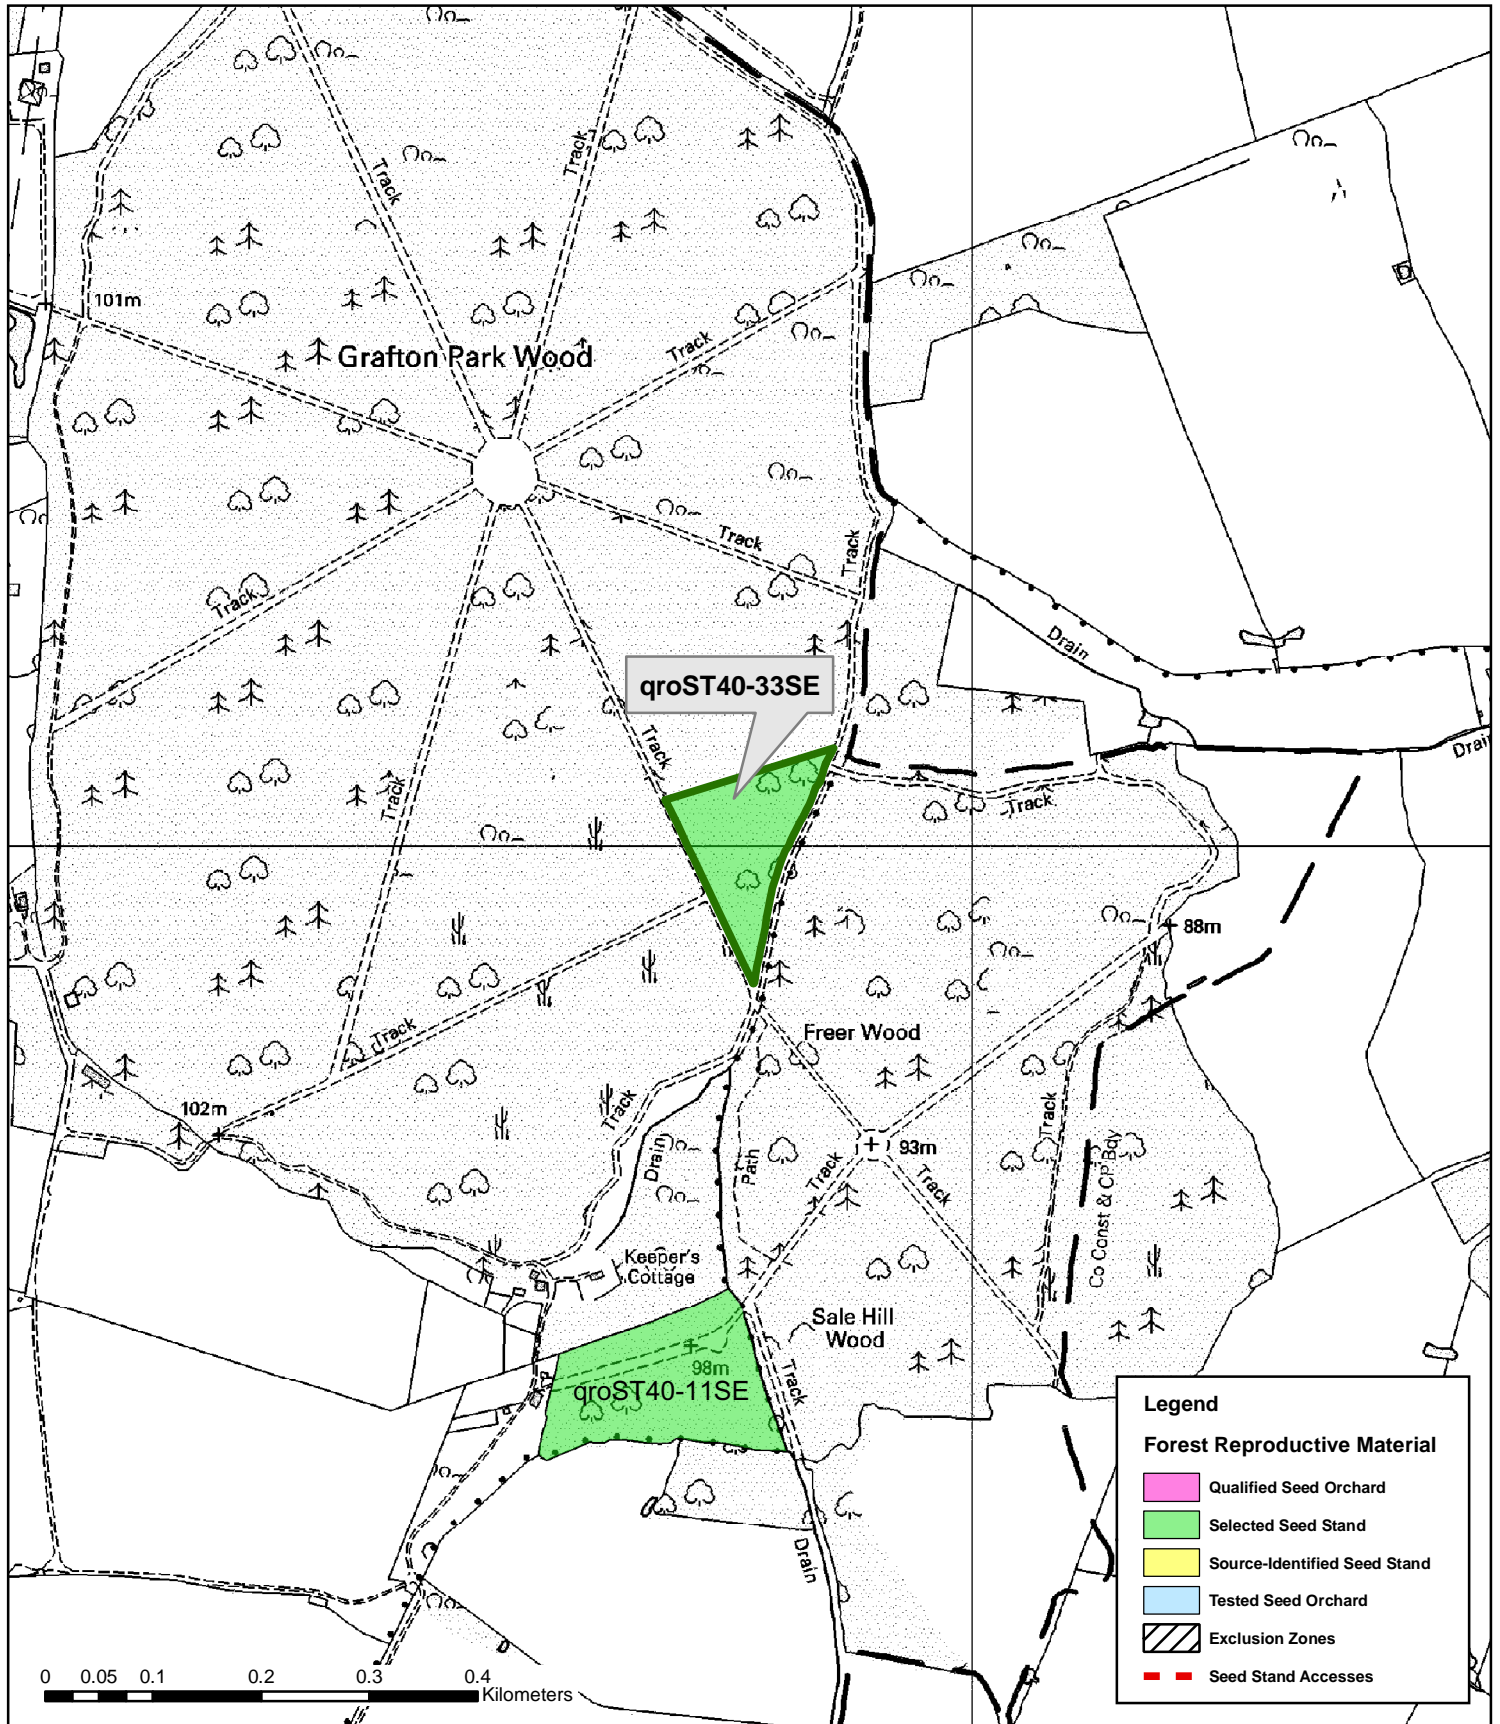 Track
Track
101m
Grafton Park Wood
Track
Track
Track
Track
Drain
qroST40-33SE
Track
Drain
Track
Track
88m
Freer Wood
Track
102m
Track
Track
93m
Drain
Path
Track
Track
Co Const & CP Bdy
Keeper's
Cottage
Sale Hill
Wood
98m
Track
qroST40-11SE
Drain
Legend
Forest Reproductive Material
Qualified Seed Orchard
Selected Seed Stand
Source-Identified Seed Stand
Tested Seed Orchard
Exclusion Zones
Seed Stand Accesses
0 0.05 0.1 0.2 0.3 0.4
Kilometers